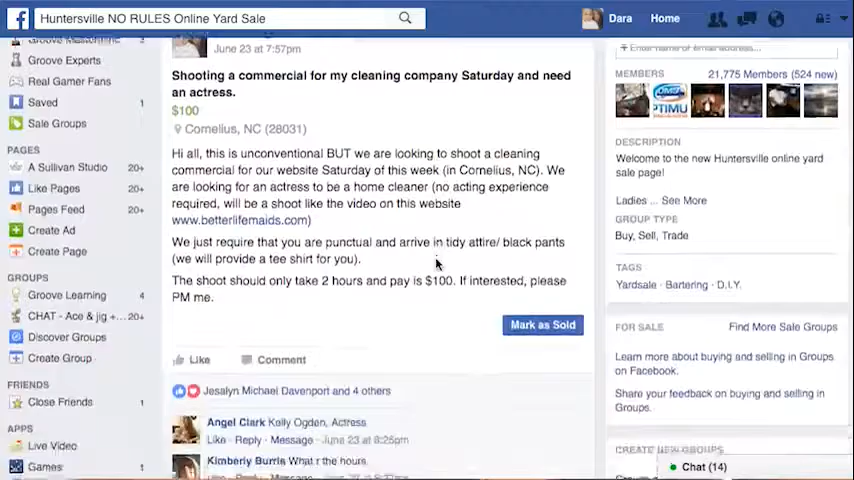 Huntersville NO RULES Online Yard Sale
Dara Home
Groove Experts
Real Gamer Fans
Saved 1
Sale Groups
PAGES
A Sullivan Studio 20+
Like Pages 20+
Pages Feed 20+
Create Ad
Create Page
GROUPS
Groove Learning 4
CHAT - Ace & jig +... 20+
Discover Groups
Create Group
FRIENDS
Close Friends 1
APPS
Live Video
Games 1
June 23 at 7:57pm
Shooting a commercial for my cleaning company Saturday and need
an actress.
$100
Cornelius, NC (28031)
Hi all, this is unconventional BUT we are looking to shoot a cleaning
commercial for our website Saturday of this week (in Cornelius, NC). We
are looking for an actress to be a home cleaner (no acting experience
required, will be a shoot like the video on this website
www.betterlifemaids.com)
We just require that you are punctual and arrive in tidy attire/ black pants
(we will provide a tee shirt for you).
The shoot should only take 2 hours and pay is $100. If interested, please
PM me.
Mark as Sold
Like Comment
Jesalyn Michael Davenport and 4 others
Angel Clark Kelly Ogden, Actress
Like · Reply · Message · June 23 at 8:25pm
Kimberly Burris What r the hours
MEMBERS 21,775 Members (524 new)
OMS
OPTIMU
DESCRIPTION
Welcome to the new Huntersville online yard
sale page!
Ladies ... See More
GROUP TYPE
Buy, Sell, Trade
TAGS
Yardsale · Bartering · D.I.Y.
FOR SALE Find More Sale Groups
Learn more about buying and selling in Groups
on Facebook.
Share your feedback on buying and selling in
Groups.
CREATE NEW GROUPS
Chat (14)